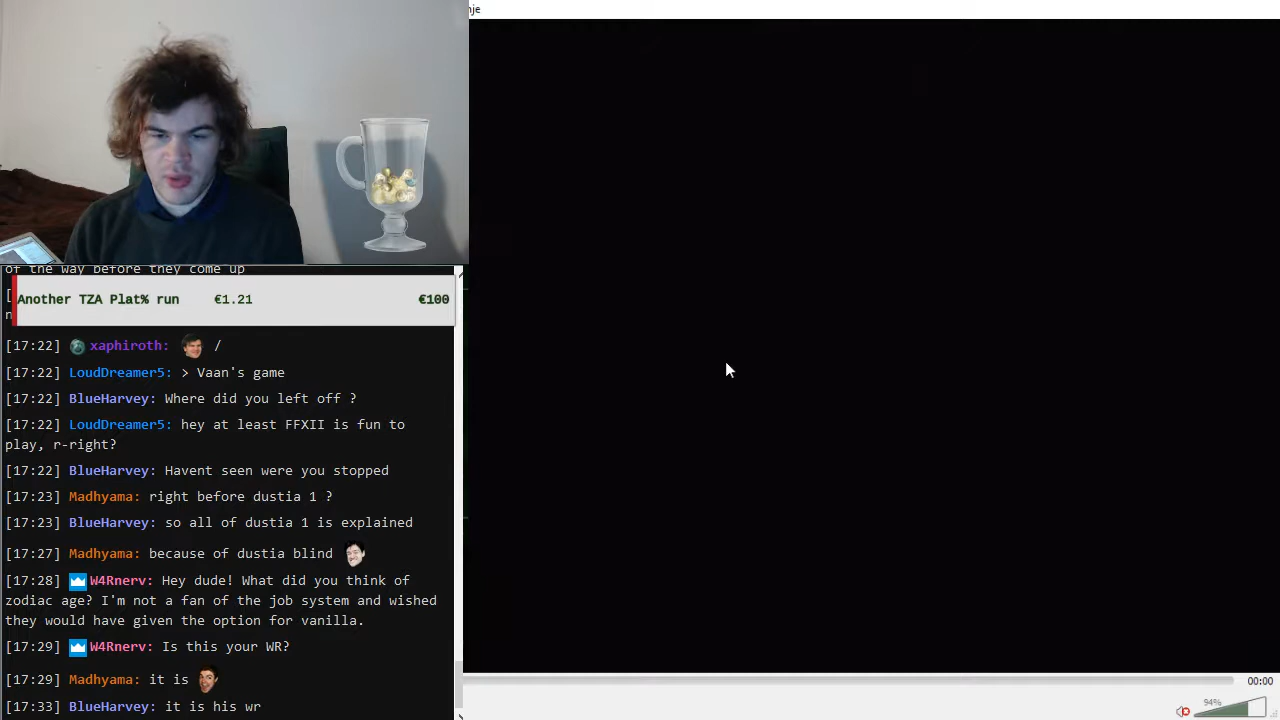 nje
of the way before they come up
Another TZA Plat% run €1.21 €100
[17:22] xaphiroth: /
[17:22] LoudDreamer5: > Vaan's game
[17:22] BlueHarvey: Where did you left off ?
[17:22] LoudDreamer5: hey at least FFXII is fun to
play, r-right?
[17:22] BlueHarvey: Havent seen were you stopped
[17:23] Madhyama: right before dustia 1 ?
[17:23] BlueHarvey: so all of dustia 1 is explained
[17:27] Madhyama: because of dustia blind
[17:28] W4Rnerv: Hey dude! What did you think of
zodiac age? I'm not a fan of the job system and wished
they would have given the option for vanilla.
[17:29] W4Rnerv: Is this your WR?
[17:29] Madhyama: it is
[17:33] BlueHarvey: it is his wr
00:00
94%